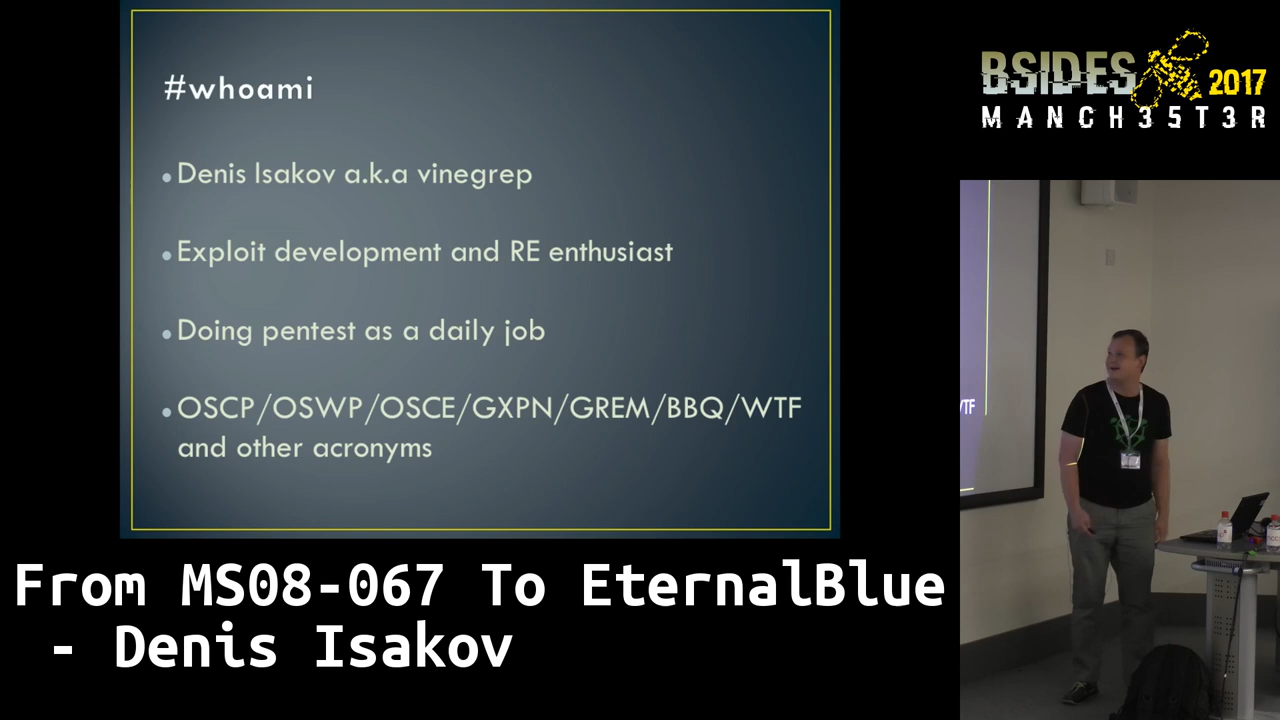 #whoami
• Denis Isakov a.k.a vinegrep
• Exploit development and RE enthusiast
• Doing pentest as a daily job
• OSCP/OSWP/OSCE/GXPN/GREM/BBQ/WTF
and other acronyms
BSIDES 2017
MANCH35T3R
From MS08-067 To EternalBlue
- Denis Isakov